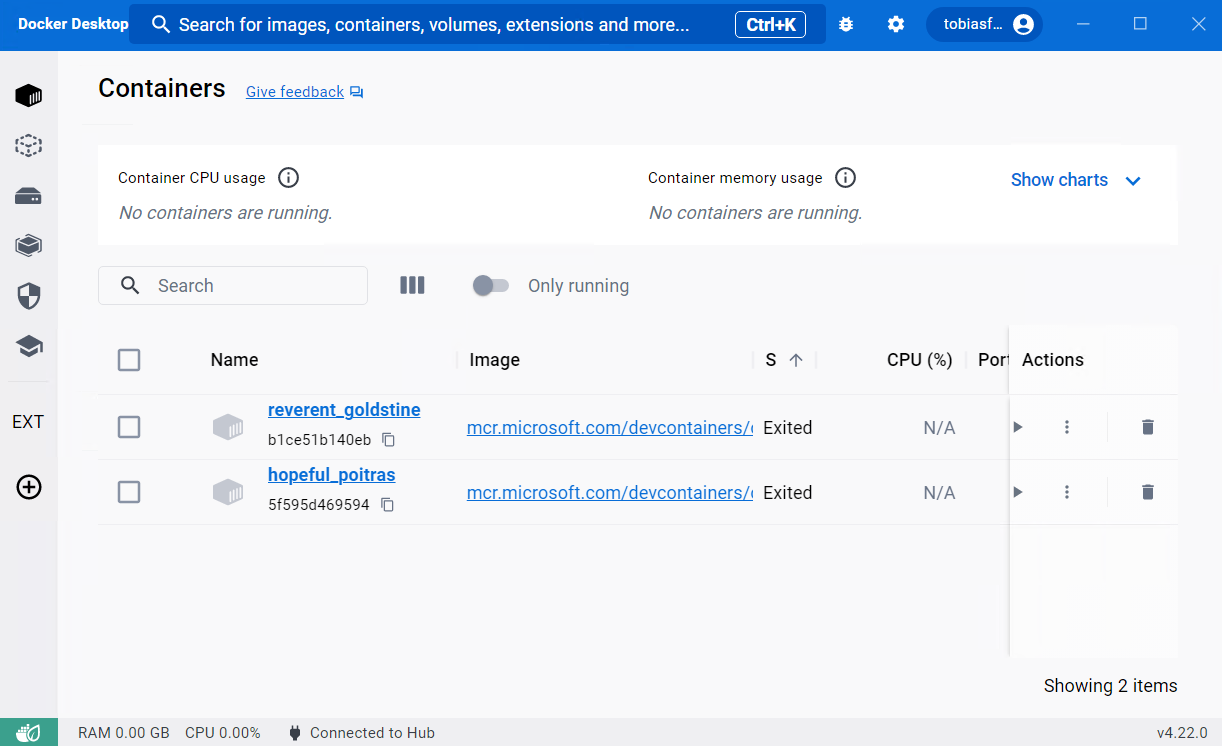 Docker Desktop Search for images, containers, volumes, extensions and more... Ctrl+K tobiasf...
Containers Give feedback
Container CPU usage Container memory usage Show charts
No containers are running. No containers are running.
Search Only running
Name Image S CPU (%) Port Actions
reverent_goldstine
b1ce51b140eb mcr.microsoft.com/devcontainers/ Exited N/A
hopeful_poitras
5f595d469594 mcr.microsoft.com/devcontainers/ Exited N/A
EXT
Showing 2 items
RAM 0.00 GB CPU 0.00% Connected to Hub v4.22.0